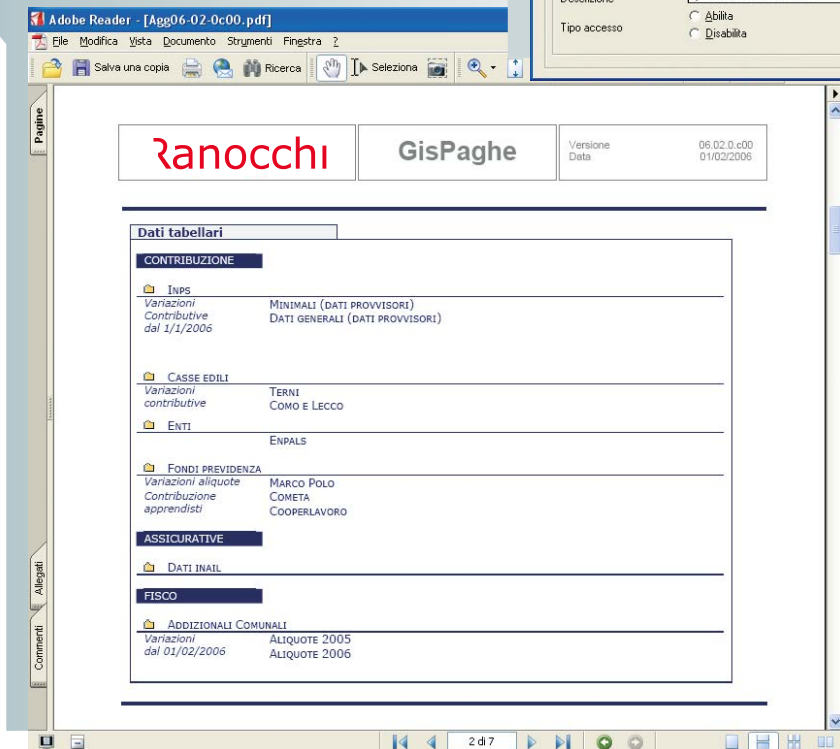 Descrizione
Tipo accesso
Abilita
Disabilita
Adobe Reader - [Agg06-02-0c00.pdf]
File Modifica Vista Documento Strumenti Finestra ?
Salva una copia Ricerca Seleziona
Pagine
Ranocchi GisPaghe Versione 06.02.0.c00
Data 01/02/2006
Dati tabellari
CONTRIBUZIONE
INPS
Variazioni MINIMALI (DATI PROVVISORI)
Contributive DATI GENERALI (DATI PROVVISORI)
dal 1/1/2006
CASSE EDILI
Variazioni TERNI
contributive COMO E LECCO
ENTI
ENPALS
FONDI PREVIDENZA
Variazioni aliquote MARCO POLO
Contribuzione COMETA
apprendisti COOPERLAVORO
ASSICURATIVE
DATI INAIL
FISCO
ADDIZIONALI COMUNALI
Variazioni ALIQUOTE 2005
dal 01/02/2006 ALIQUOTE 2006
Allegati
Commenti
2 di 7